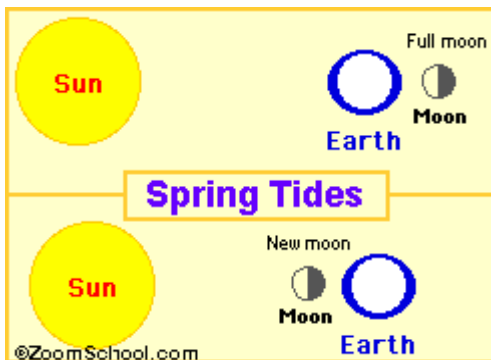 Full moon
Sun
Moon
Earth
Spring Tides
New moon
Sun
Moon
Earth
©ZoomSchool.com